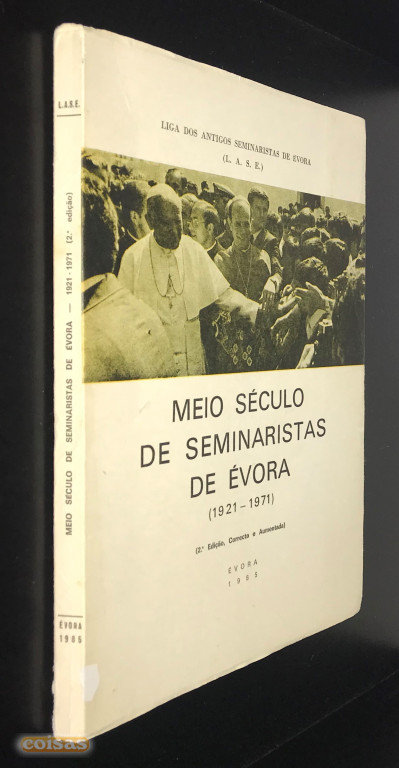 L.A.S.E.
MEIO SÉCULO DE SEMINARISTAS DE ÉVORA — 1921-1971 (2.ª edição)
ÉVORA
1985
LIGA DOS ANTIGOS SEMINARISTAS DE ÉVORA
(L. A. S. E.)
MEIO SÉCULO
DE SEMINARISTAS
DE ÉVORA
(1921-1971)
(2.ª Edição, Correcta e Aumentada)
ÉVORA
1985
coisas